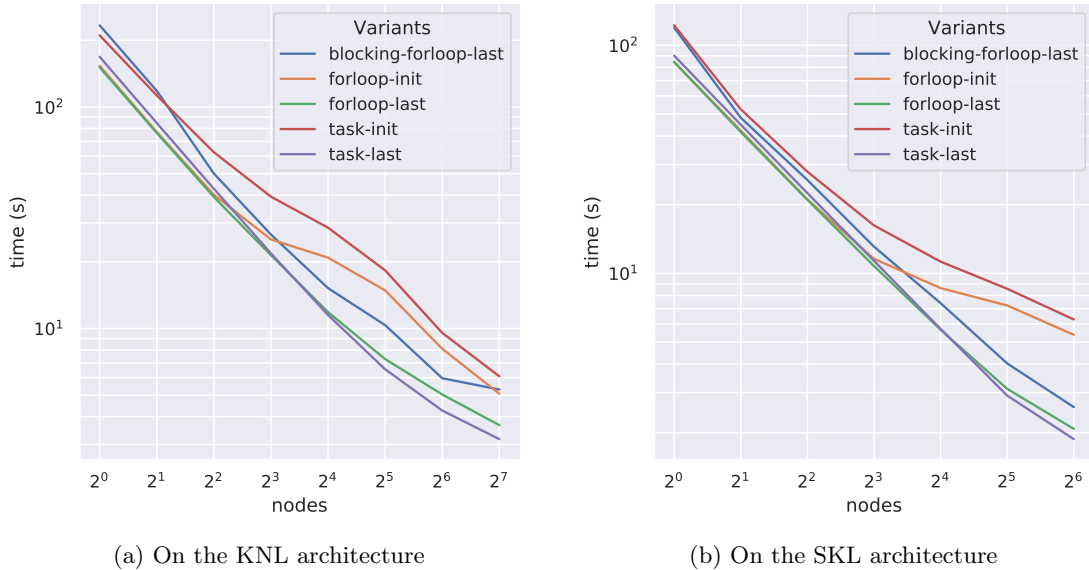 Variants
blocking-forloop-last
forloop-init
forloop-last
task-init
task-last
10²
10¹
time (s)
2⁰ 2¹ 2² 2³ 2⁴ 2⁵ 2⁶ 2⁷
nodes
(a) On the KNL architecture
Variants
blocking-forloop-last
forloop-init
forloop-last
task-init
task-last
10²
10¹
time (s)
2⁰ 2¹ 2² 2³ 2⁴ 2⁵ 2⁶
nodes
(b) On the SKL architecture